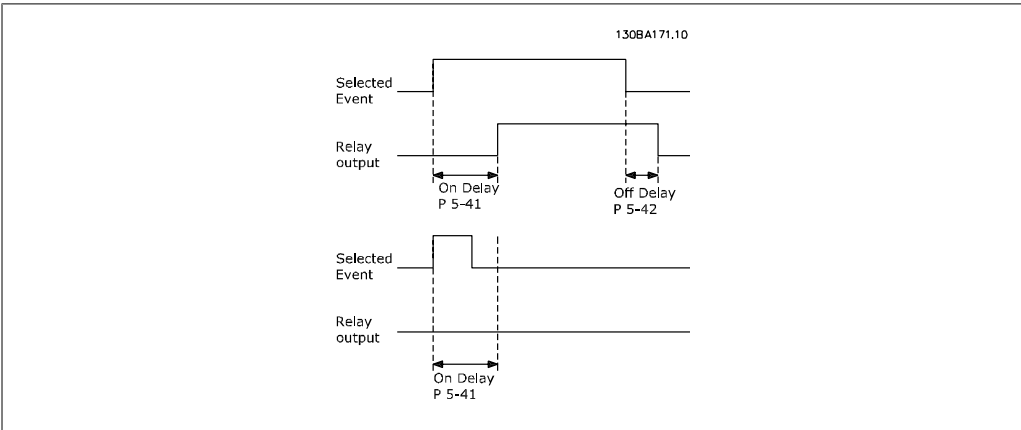 130BA171.10
Selected
Event
Relay
output
On Delay
P 5-41
Off Delay
P 5-42
Selected
Event
Relay
output
On Delay
P 5-41